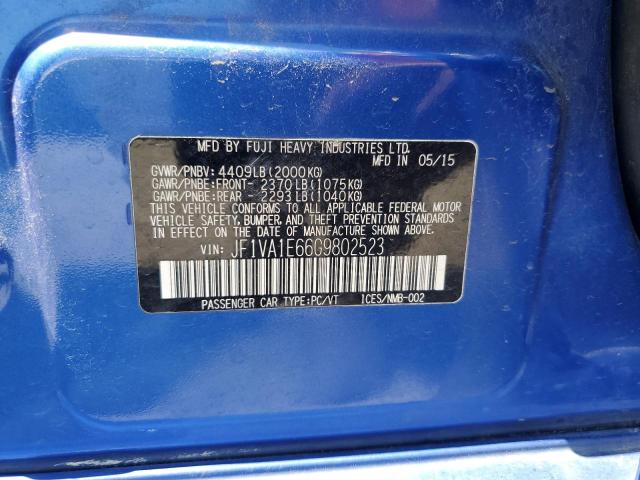 MFD BY FUJI HEAVY INDUSTRIES LTD.
MFD IN 05/15
GVWR/PNBV: 4409LB(2000KG)
GAWR/PNBE:FRONT- 2370LB(1075KG)
GAWR/PNBE:REAR - 2293LB(1040KG)
THIS VEHICLE CONFORMS TO ALL APPLICABLE FEDERAL MOTOR
VEHICLE SAFETY, BUMPER, AND THEFT PREVENTION STANDARDS
IN EFFECT ON THE DATE OF MANUFACTURE SHOWN ABOVE.
VIN: JF1VA1E66G9802523
PASSENGER CAR TYPE:PC/VT ICES/NMB-002